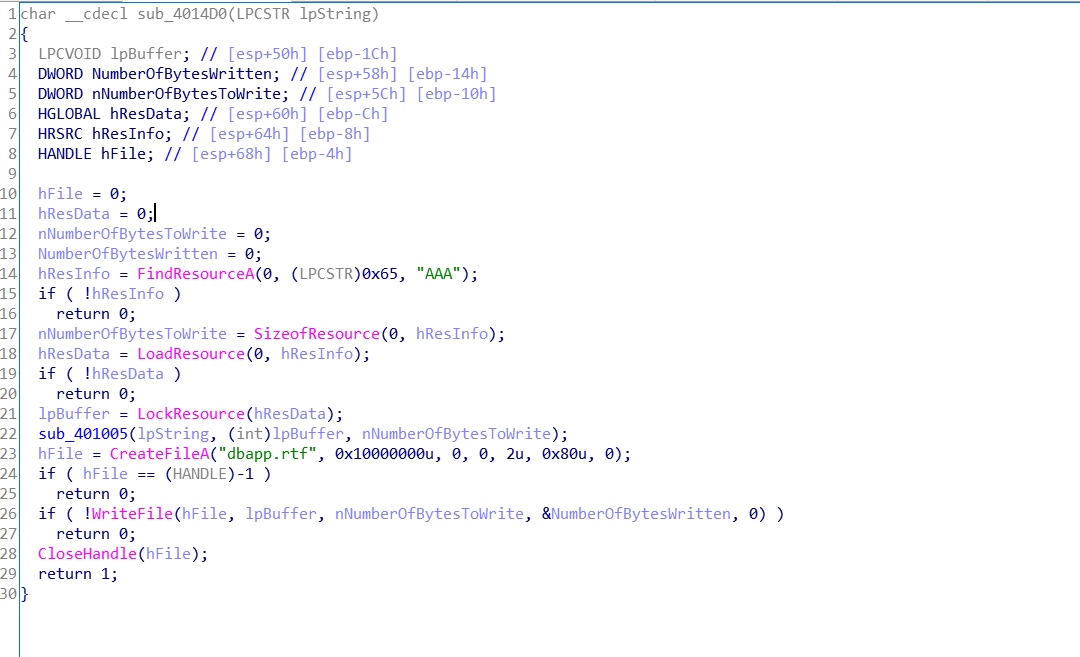 1 char __cdecl sub_4014D0(LPCSTR lpString)
2 {
3   LPCVOID lpBuffer; // [esp+50h] [ebp-1Ch]
4   DWORD NumberOfBytesWritten; // [esp+58h] [ebp-14h]
5   DWORD nNumberOfBytesToWrite; // [esp+5Ch] [ebp-10h]
6   HGLOBAL hResData; // [esp+60h] [ebp-Ch]
7   HRSRC hResInfo; // [esp+64h] [ebp-8h]
8   HANDLE hFile; // [esp+68h] [ebp-4h]
9
10   hFile = 0;
11   hResData = 0;
12   nNumberOfBytesToWrite = 0;
13   NumberOfBytesWritten = 0;
14   hResInfo = FindResourceA(0, (LPCSTR)0x65, "AAA");
15   if ( !hResInfo )
16     return 0;
17   nNumberOfBytesToWrite = SizeofResource(0, hResInfo);
18   hResData = LoadResource(0, hResInfo);
19   if ( !hResData )
20     return 0;
21   lpBuffer = LockResource(hResData);
22   sub_401005(lpString, (int)lpBuffer, nNumberOfBytesToWrite);
23   hFile = CreateFileA("dbapp.rtf", 0x10000000u, 0, 0, 2u, 0x80u, 0);
24   if ( hFile == (HANDLE)-1 )
25     return 0;
26   if ( !WriteFile(hFile, lpBuffer, nNumberOfBytesToWrite, &NumberOfBytesWritten, 0) )
27     return 0;
28   CloseHandle(hFile);
29   return 1;
30 }